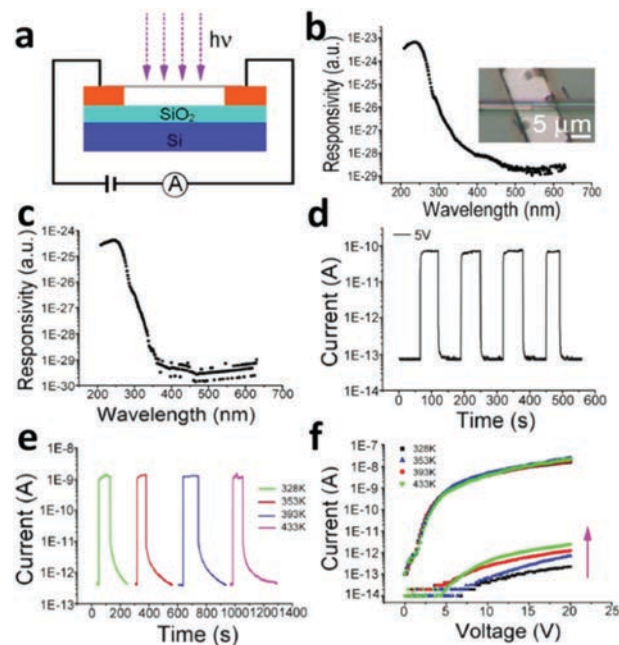 a
hν
SiO₂
Si
A
b
Responsivity (a.u.)
1E-23
1E-24
1E-25
1E-26
1E-27
1E-28
1E-29
100 200 300 400 500 600 700
Wavelength (nm)
5 μm
c
Responsivity (a.u.)
1E-24
1E-25
1E-26
1E-27
1E-28
1E-29
1E-30
100 200 300 400 500 600 700
Wavelength (nm)
d
5V
Current (A)
1E-10
1E-11
1E-12
1E-13
1E-14
0 100 200 300 400 500 600
Time (s)
e
Current (A)
1E-8
1E-9
1E-10
1E-11
1E-12
1E-13
0 200 400 600 800 1000 1200 1400
Time (s)
328K
353K
393K
433K
f
Current (A)
1E-7
1E-8
1E-9
1E-10
1E-11
1E-12
1E-13
1E-14
0 5 10 15 20 25
Voltage (V)
328K
353K
393K
433K